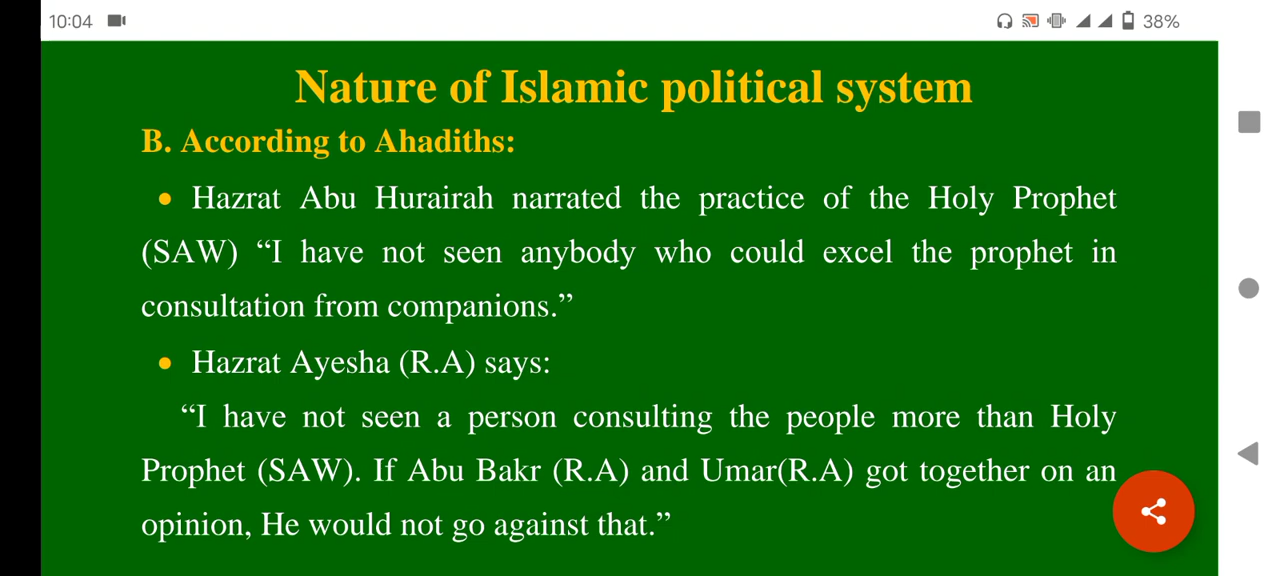 10:04
38%
Nature of Islamic political system
B. According to Ahadiths:
• Hazrat Abu Hurairah narrated the practice of the Holy Prophet
(SAW) “I have not seen anybody who could excel the prophet in
consultation from companions.”
• Hazrat Ayesha (R.A) says:
“I have not seen a person consulting the people more than Holy
Prophet (SAW). If Abu Bakr (R.A) and Umar(R.A) got together on an
opinion, He would not go against that.”